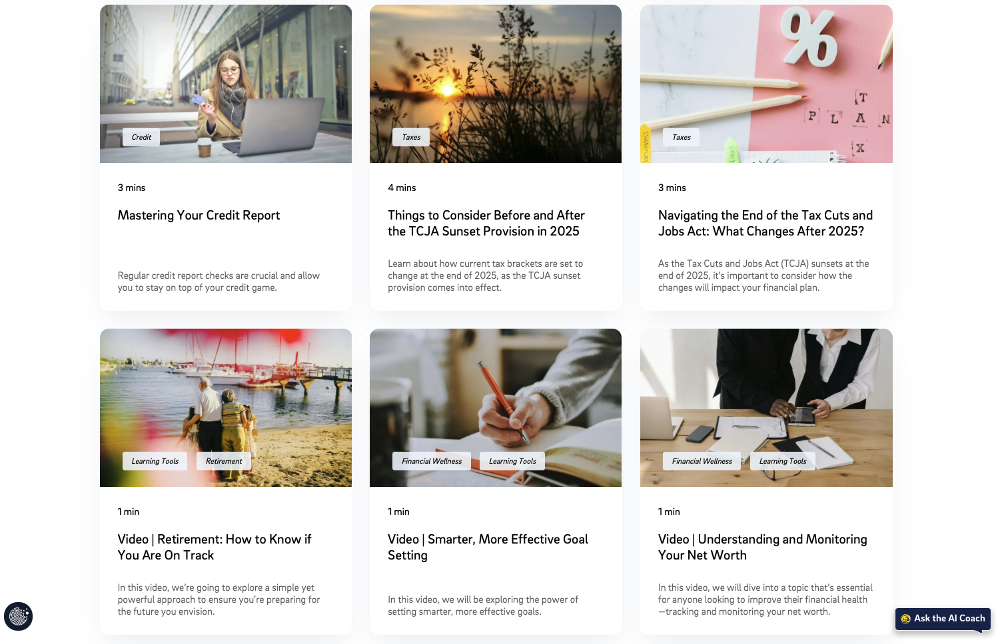 Credit
3 mins
Mastering Your Credit Report
Regular credit report checks are crucial and allow
you to stay on top of your credit game.
Taxes
4 mins
Things to Consider Before and After
the TCJA Sunset Provision in 2025
Learn about how current tax brackets are set to
change at the end of 2025, as the TCJA sunset
provision comes into effect.
%
T
P L A N
X
Taxes
3 mins
Navigating the End of the Tax Cuts and
Jobs Act: What Changes After 2025?
As the Tax Cuts and Jobs Act (TCJA) sunsets at the
end of 2025, it's important to consider how the
changes will impact your financial plan.
Learning Tools Retirement
1 min
Video | Retirement: How to Know if
You Are On Track
In this video, we’re going to explore a simple yet
powerful approach to ensure you’re preparing for
the future you envision.
Financial Wellness Learning Tools
1 min
Video | Smarter, More Effective Goal
Setting
In this video, we will be exploring the power of
setting smarter, more effective goals.
Financial Wellness Learning Tools
1 min
Video | Understanding and Monitoring
Your Net Worth
In this video, we will dive into a topic that’s essential
for anyone looking to improve their financial health
—tracking and monitoring your net worth.
Ask the AI Coach